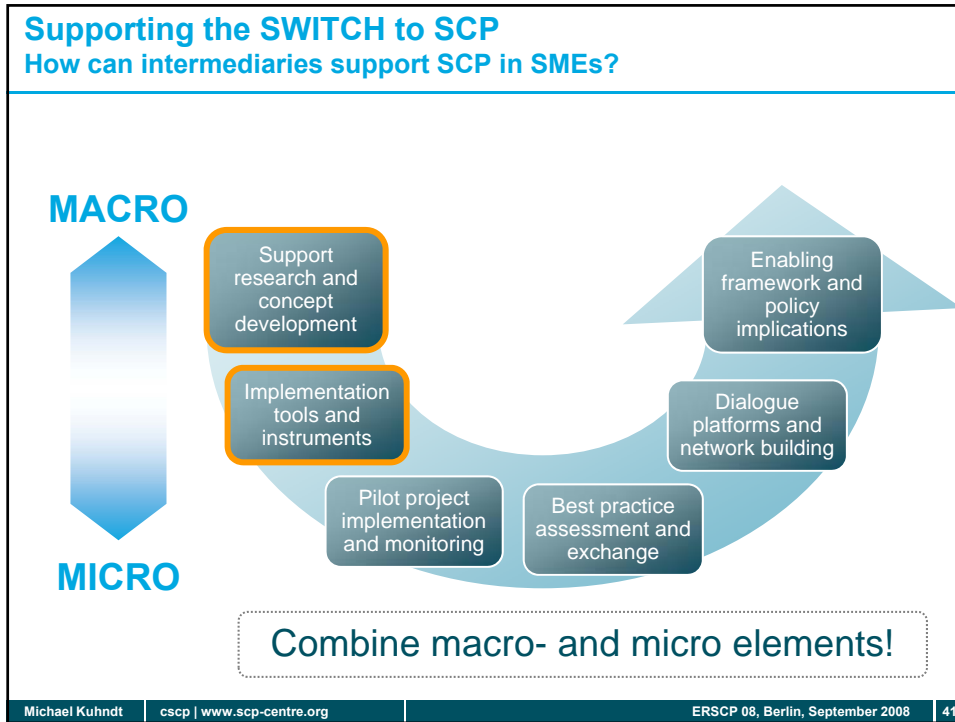 Supporting the SWITCH to SCP
How can intermediaries support SCP in SMEs?
MACRO
MICRO
Support
research and
concept
development
Implementation
tools and
instruments
Pilot project
implementation
and monitoring
Best practice
assessment and
exchange
Dialogue
platforms and
network building
Enabling
framework and
policy
implications
Combine macro- and micro elements!
Michael Kuhndt cscp | www.scp-centre.org ERSCP 08, Berlin, September 2008 41